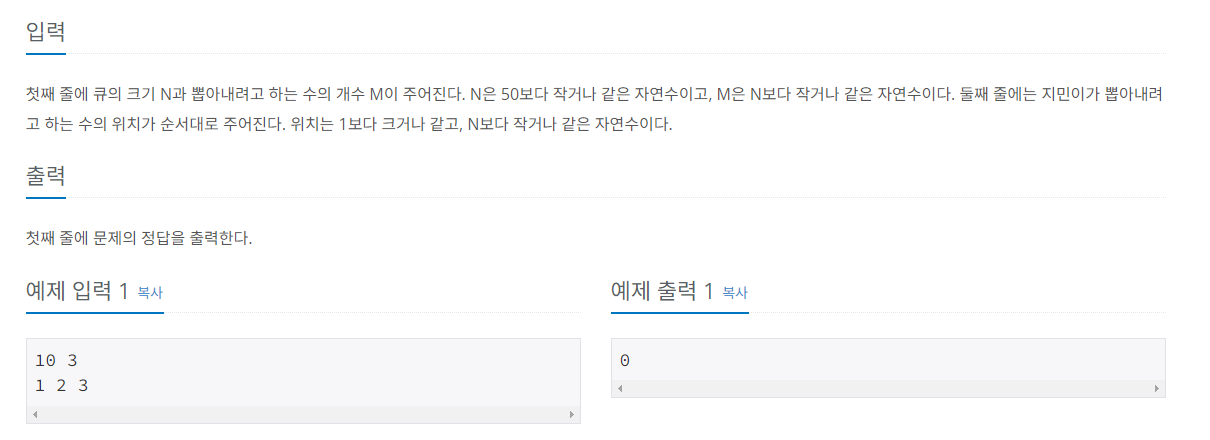 입력
첫째 줄에 큐의 크기 N과 뽑아내려고 하는 수의 개수 M이 주어진다. N은 50보다 작거나 같은 자연수이고, M은 N보다 작거나 같은 자연수이다. 둘째 줄에는 지민이가 뽑아내려
고 하는 수의 위치가 순서대로 주어진다. 위치는 1보다 크거나 같고, N보다 작거나 같은 자연수이다.
출력
첫째 줄에 문제의 정답을 출력한다.
예제 입력 1 복사
10 3
1 2 3
예제 출력 1 복사
0